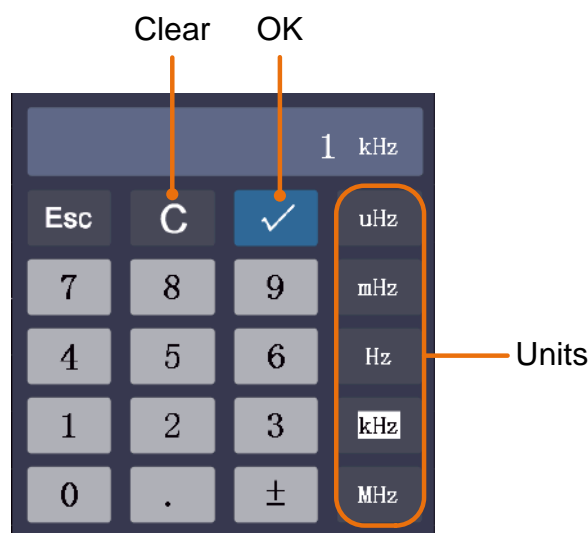 Clear OK
1 kHz
Esc C ✓ uHz
7 8 9 mHz
4 5 6 Hz
Units
1 2 3 kHz
0 . ± MHz